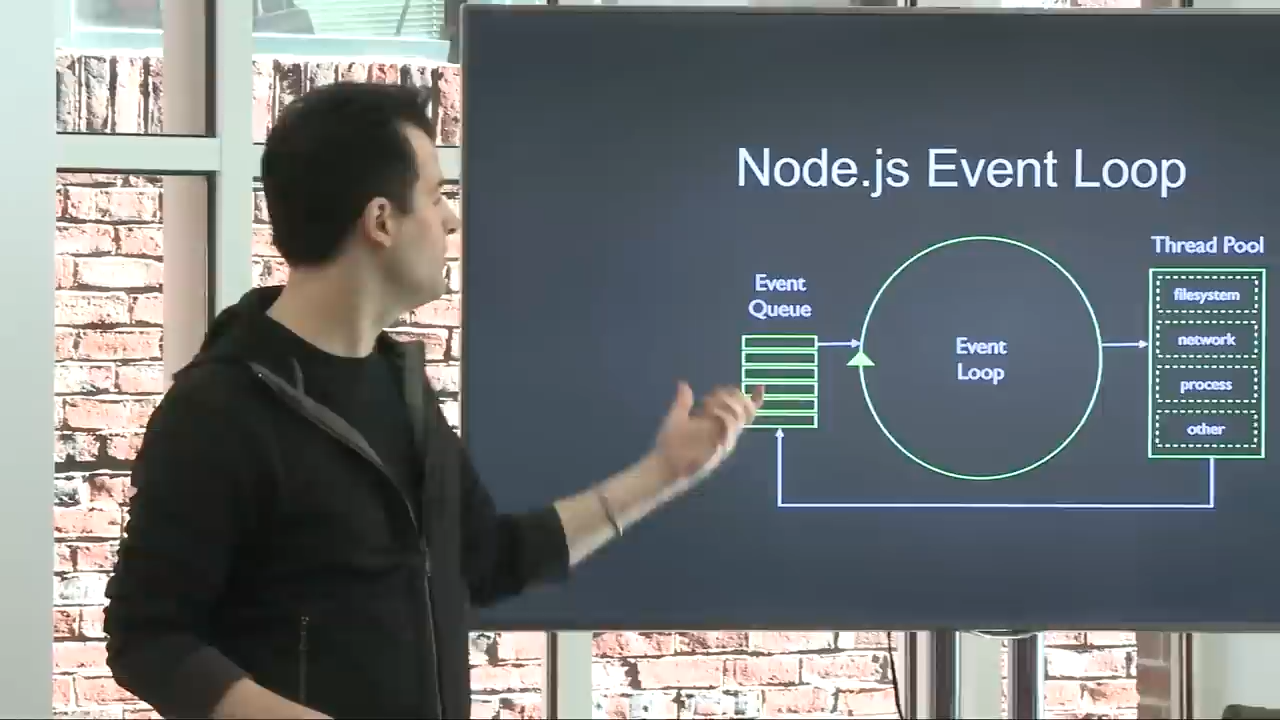 Node.js Event Loop
Event
Queue
Event
Loop
Thread Pool
filesystem
network
process
other